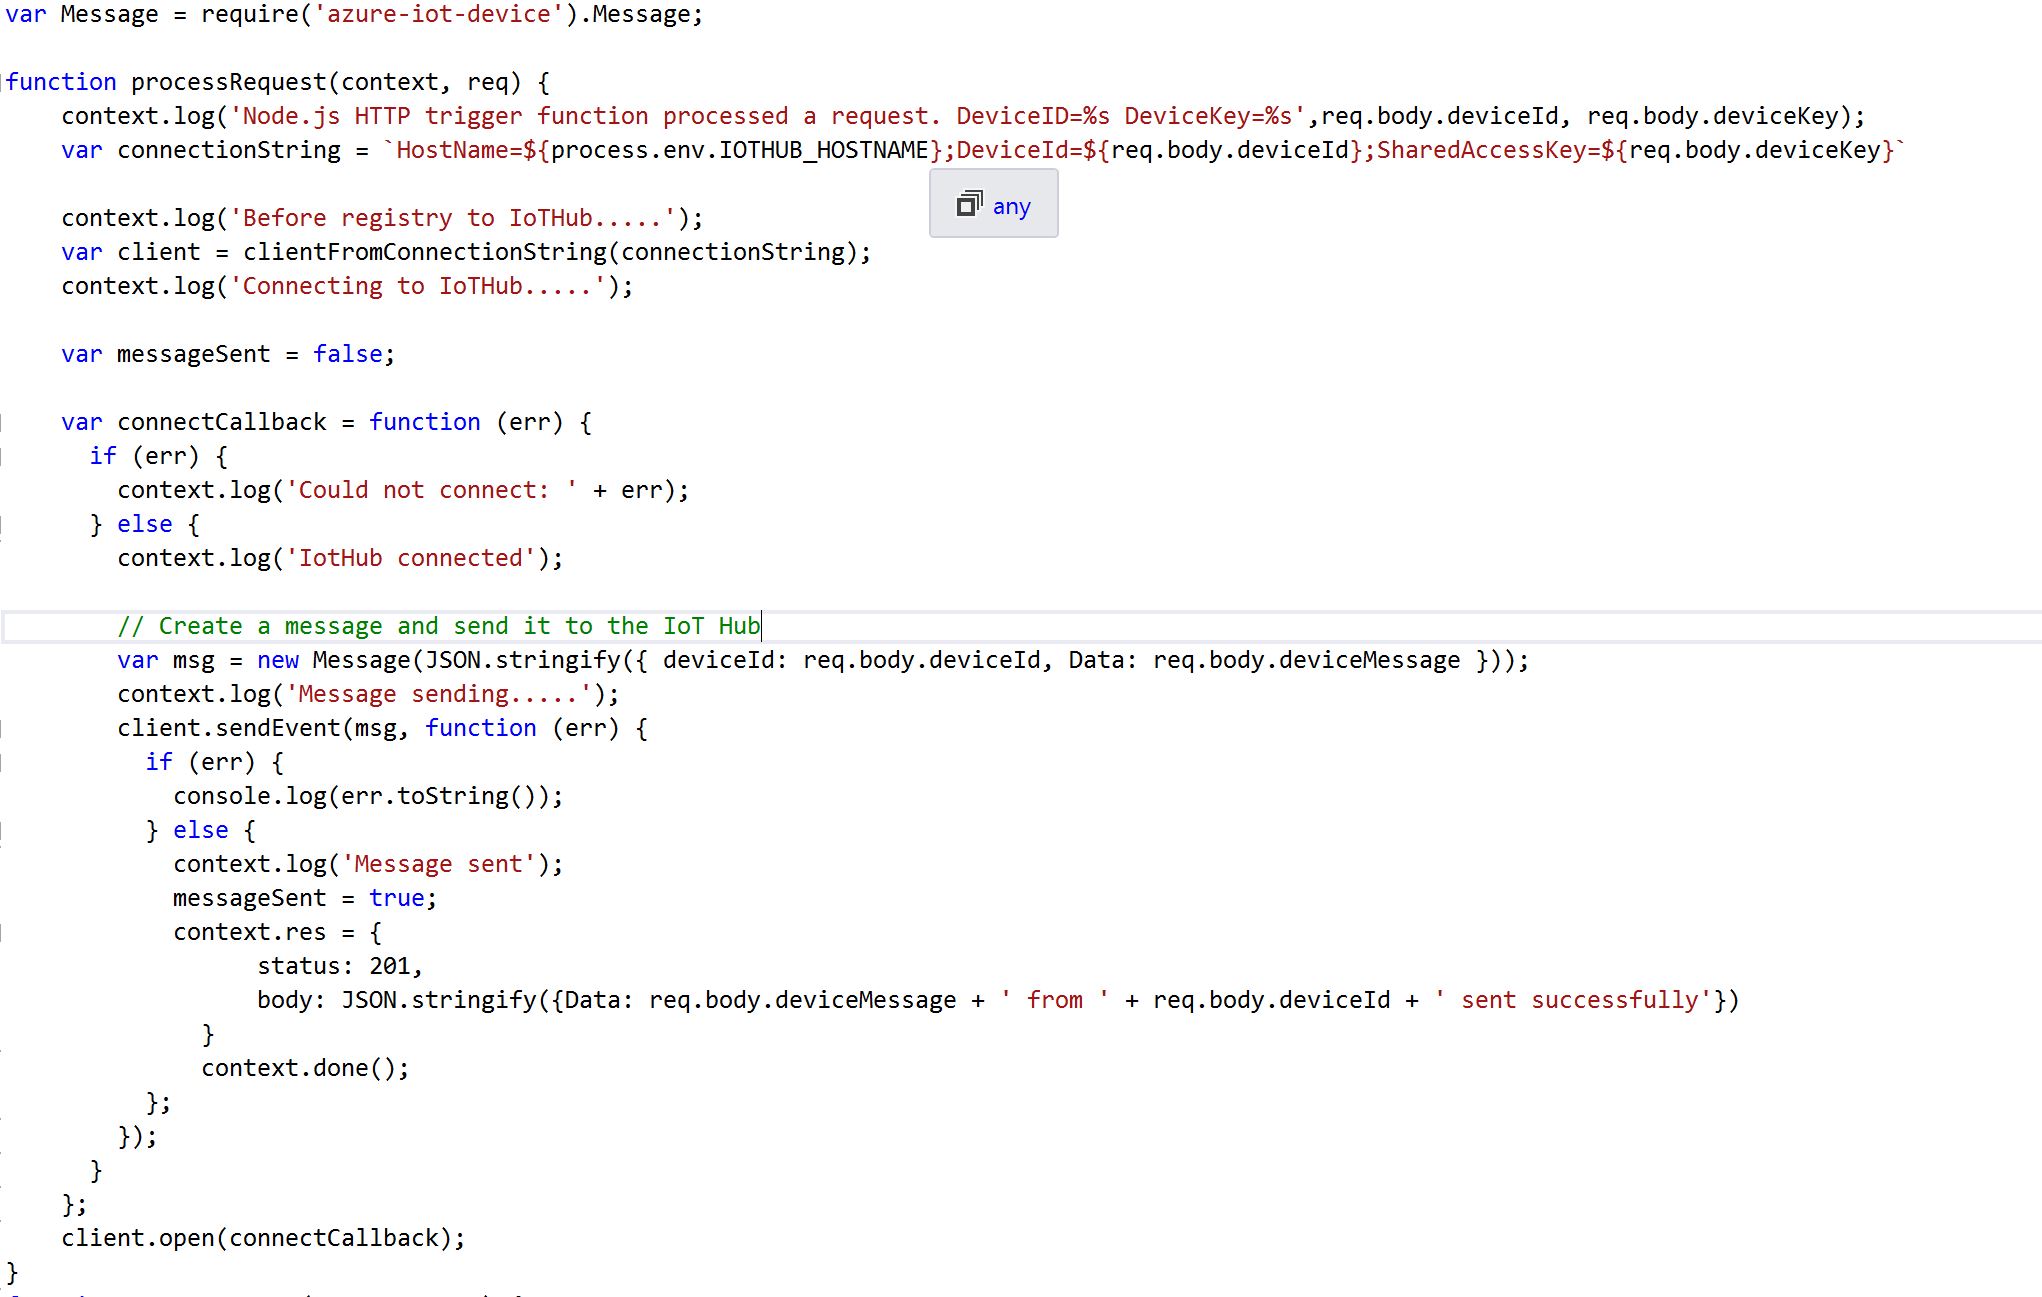 var Message = require('azure-iot-device').Message;
function processRequest(context, req) {
context.log('Node.js HTTP trigger function processed a request. DeviceID=%s DeviceKey=%s',req.body.deviceId, req.body.deviceKey);
var connectionString = `HostName=${process.env.IOTHUB_HOSTNAME};DeviceId=${req.body.deviceId};SharedAccessKey=${req.body.deviceKey}`
any
context.log('Before registry to IoTHub.....');
var client = clientFromConnectionString(connectionString);
context.log('Connecting to IoTHub.....');
var messageSent = false;
var connectCallback = function (err) {
if (err) {
context.log('Could not connect: ' + err);
} else {
context.log('IotHub connected');
// Create a message and send it to the IoT Hub
var msg = new Message(JSON.stringify({ deviceId: req.body.deviceId, Data: req.body.deviceMessage }));
context.log('Message sending.....');
client.sendEvent(msg, function (err) {
if (err) {
console.log(err.toString());
} else {
context.log('Message sent');
messageSent = true;
context.res = {
status: 201,
body: JSON.stringify({Data: req.body.deviceMessage + ' from ' + req.body.deviceId + ' sent successfully'})
}
context.done();
};
});
}
};
client.open(connectCallback);
}